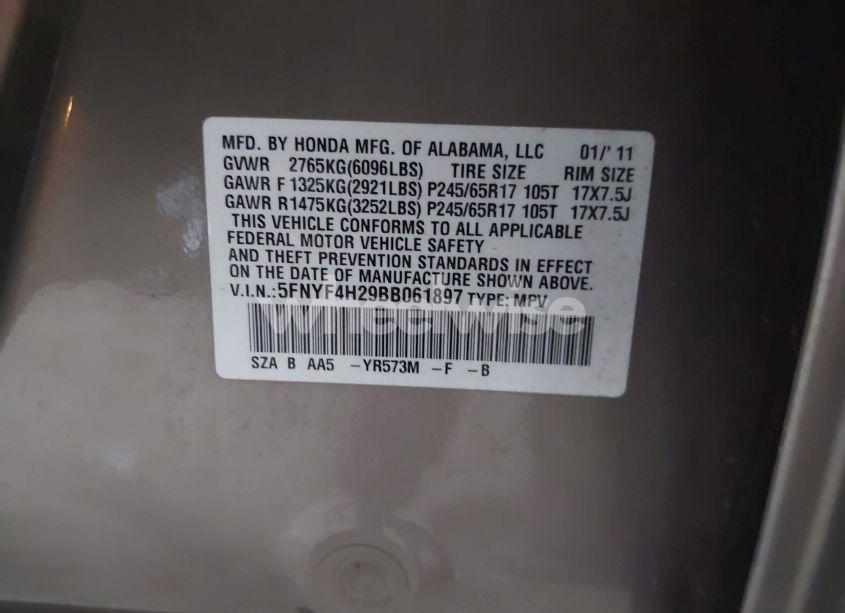 MFD. BY HONDA MFG. OF ALABAMA, LLC 01/' 11
GVWR 2765KG(6096LBS) TIRE SIZE RIM SIZE
GAWR F 1325KG(2921LBS) P245/65R17 105T 17X7.5J
GAWR R1475KG(3252LBS) P245/65R17 105T 17X7.5J
THIS VEHICLE CONFORMS TO ALL APPLICABLE
FEDERAL MOTOR VEHICLE SAFETY
AND THEFT PREVENTION STANDARDS IN EFFECT
ON THE DATE OF MANUFACTURE SHOWN ABOVE.
V.I.N.:5FNYF4H29BB061897 TYPE: MPV
wheelwise
SZA B AA5 -YR573M -F -B